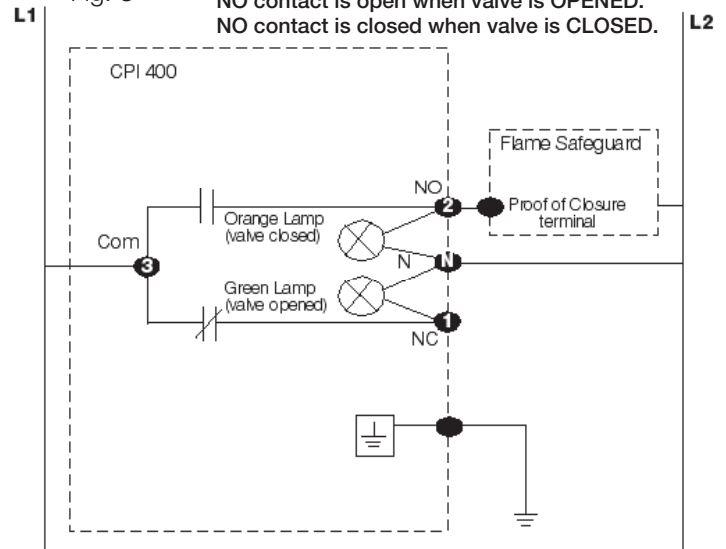 NO contact is open when valve is OPENED.
L1
NO contact is closed when valve is CLOSED.
L2
CPI 400
Flame Safeguard
NO
2
Proof of Closure
terminal
Orange Lamp
(valve closed)
Com
3
N
N
Green Lamp
(valve opened)
1
NC